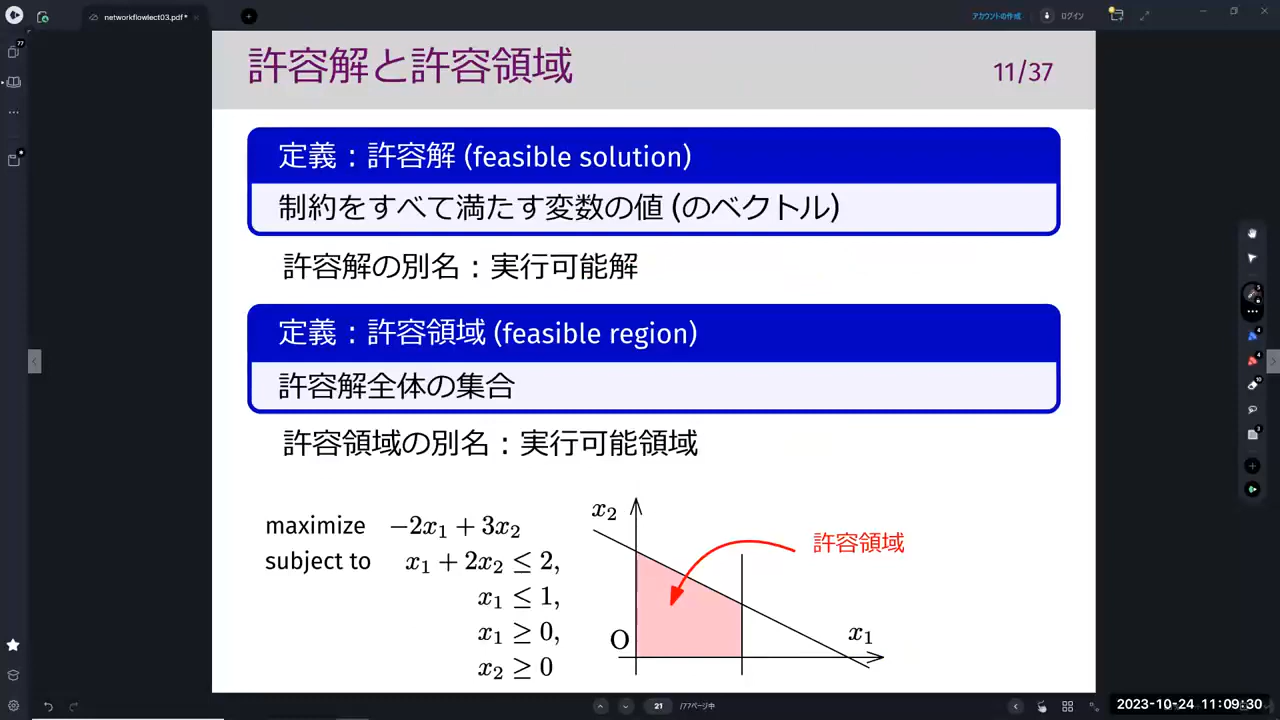 networkflowlect03.pdf*
アカウントの作成
ログイン
許容解と許容領域
11/37
定義：許容解 (feasible solution)
制約をすべて満たす変数の値 (のベクトル)
許容解の別名：実行可能解
定義：許容領域 (feasible region)
許容解全体の集合
許容領域の別名：実行可能領域
maximize −2x₁ + 3x₂
subject to x₁ + 2x₂ ≤ 2,
x₁ ≤ 1,
x₁ ≥ 0,
x₂ ≥ 0
x₂
許容領域
O
x₁
21 /77ページ中
2023-10-24 11:09:30